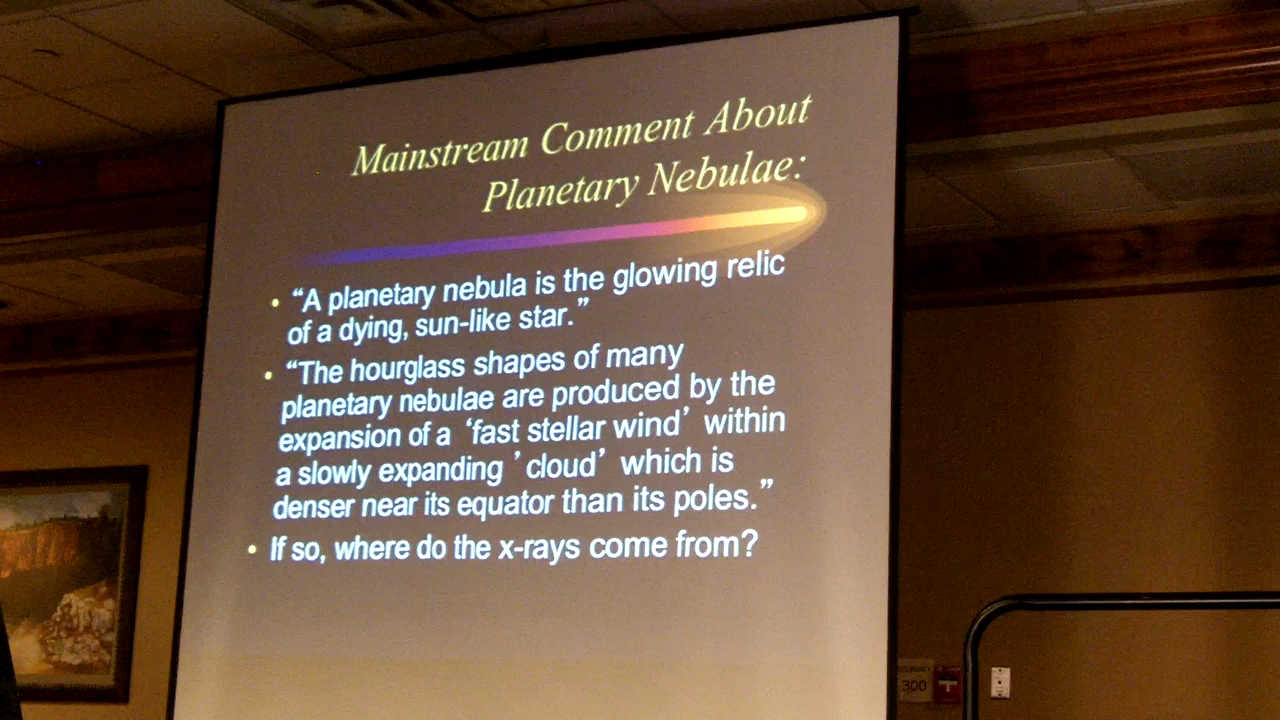 Mainstream Comment About
Planetary Nebulae:
• “A planetary nebula is the glowing relic
of a dying, sun-like star.”
• “The hourglass shapes of many
planetary nebulae are produced by the
expansion of a ‘fast stellar wind’ within
a slowly expanding ’cloud’ which is
denser near its equator than its poles.”
• If so, where do the x-rays come from?
300